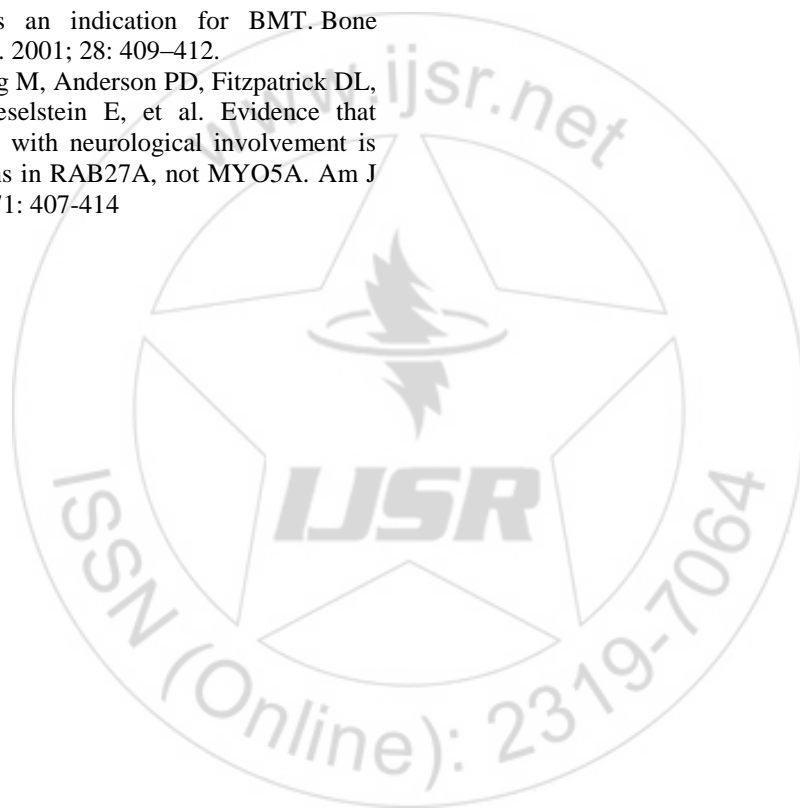 s an indication for BMT. Bone
. 2001; 28: 409–412.
g M, Anderson PD, Fitzpatrick DL,
eselstein E, et al. Evidence that
with neurological involvement is
ns in RAB27A, not MYO5A. Am J
71: 407-414
www.ijsr.net
IJSR
ISSN (Online): 2319-7064